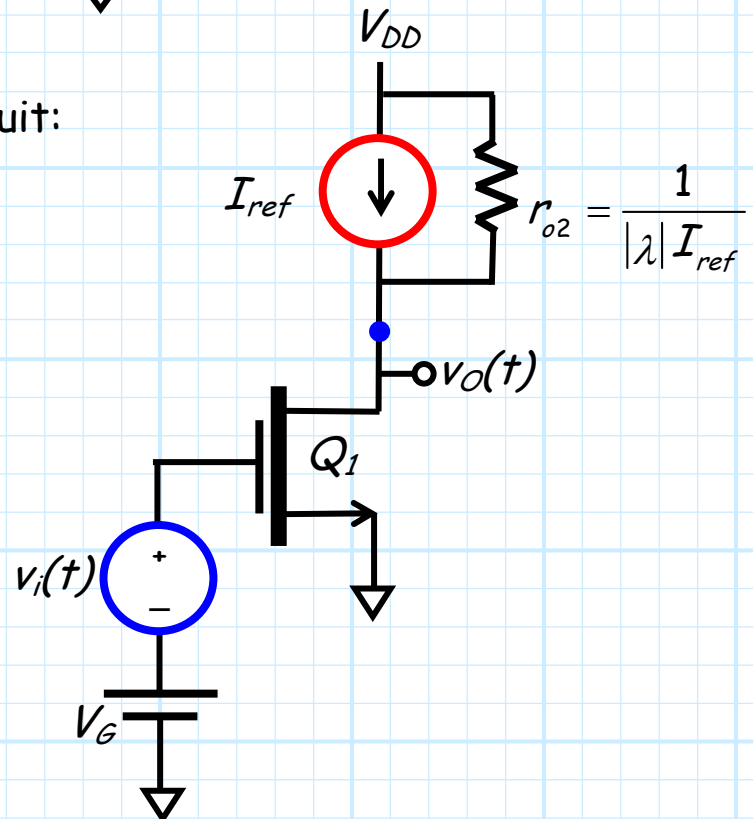 V_DD
uit:
I_ref
r_o2 = 1 / |λ| I_ref
v_O(t)
Q_1
+
v_i(t)
−
V_G